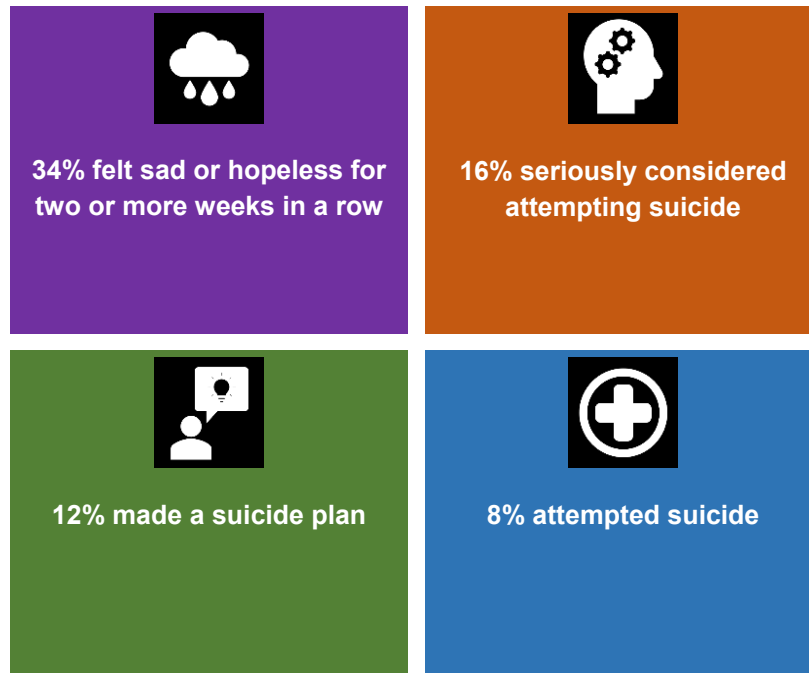 34% felt sad or hopeless for
two or more weeks in a row
16% seriously considered
attempting suicide
12% made a suicide plan
8% attempted suicide